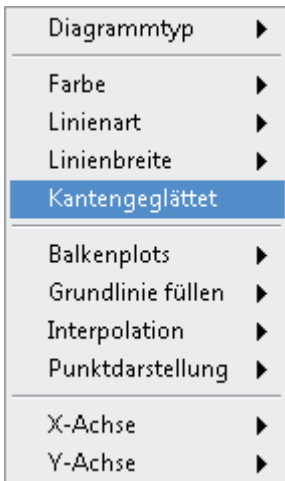 Diagrammtyp
Farbe
Linienart
Linienbreite
Kantengeglättet
Balkenplots
Grundlinie füllen
Interpolation
Punktdarstellung
X-Achse
Y-Achse